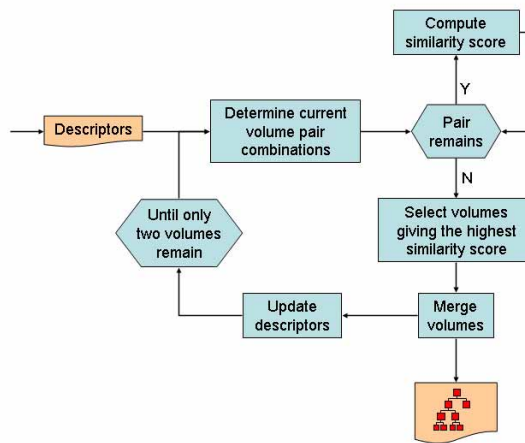 Compute
similarity score
Y
Descriptors
Determine current
volume pair
combinations
Pair
remains
N
Until only
two volumes
remain
Select volumes
giving the highest
similarity score
Update
descriptors
Merge
volumes